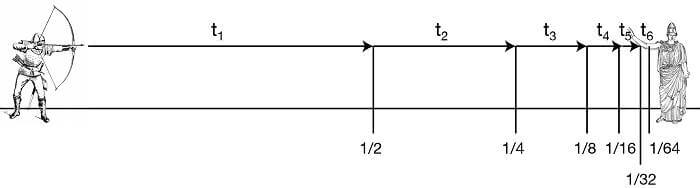 t₁ t₂ t₃ t₄ t₅ t₆
1/2 1/4 1/8 1/16 1/64
1/32